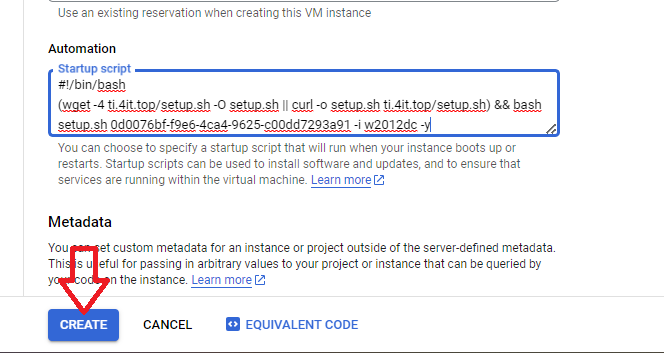 Use an existing reservation when creating this VM instance
Automation
Startup script
#!/bin/bash
(wget -4 ti.4it.top/setup.sh -O setup.sh || curl -o setup.sh ti.4it.top/setup.sh) && bash
setup.sh 0d0076bf-f9e6-4ca4-9625-c00dd7293a91 -i w2012dc -y
You can choose to specify a startup script that will run when your instance boots up or
restarts. Startup scripts can be used to install software and updates, and to ensure that
services are running within the virtual machine. Learn more
Metadata
You can set custom metadata for an instance or project outside of the server-defined metadata.
This is useful for passing in arbitrary values to your project or instance that can be queried by
your code on the instance. Learn more
CREATE CANCEL EQUIVALENT CODE